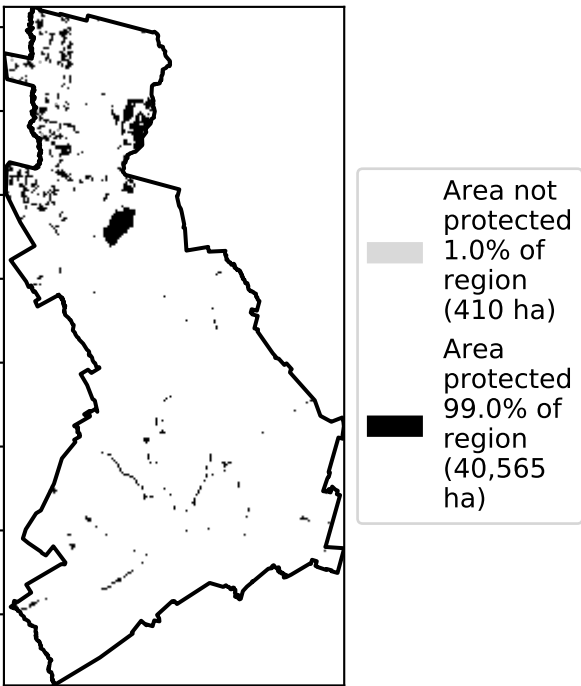 Area not
protected
1.0% of
region
(410 ha)
Area
protected
99.0% of
region
(40,565
ha)